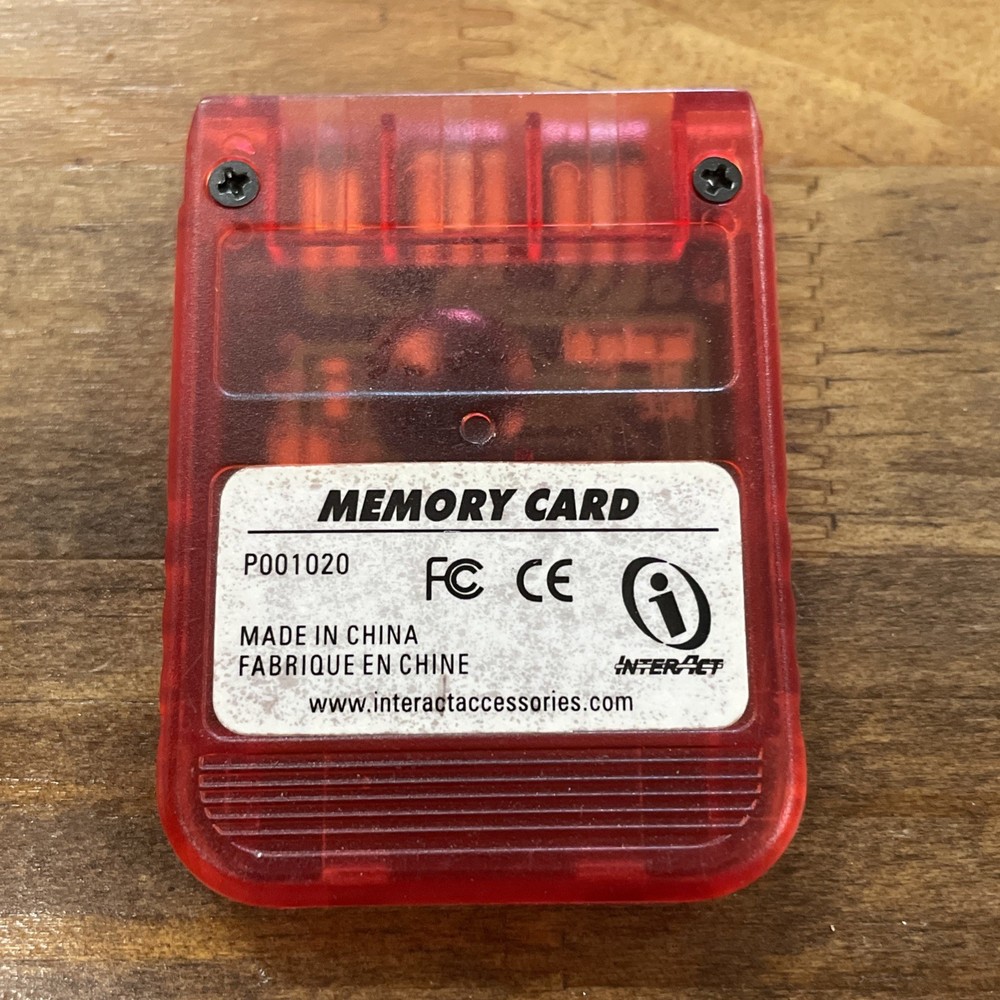 MEMORY CARD
P001020
FC CE
i
INTERACT
MADE IN CHINA
FABRIQUE EN CHINE
www.interactaccessories.com